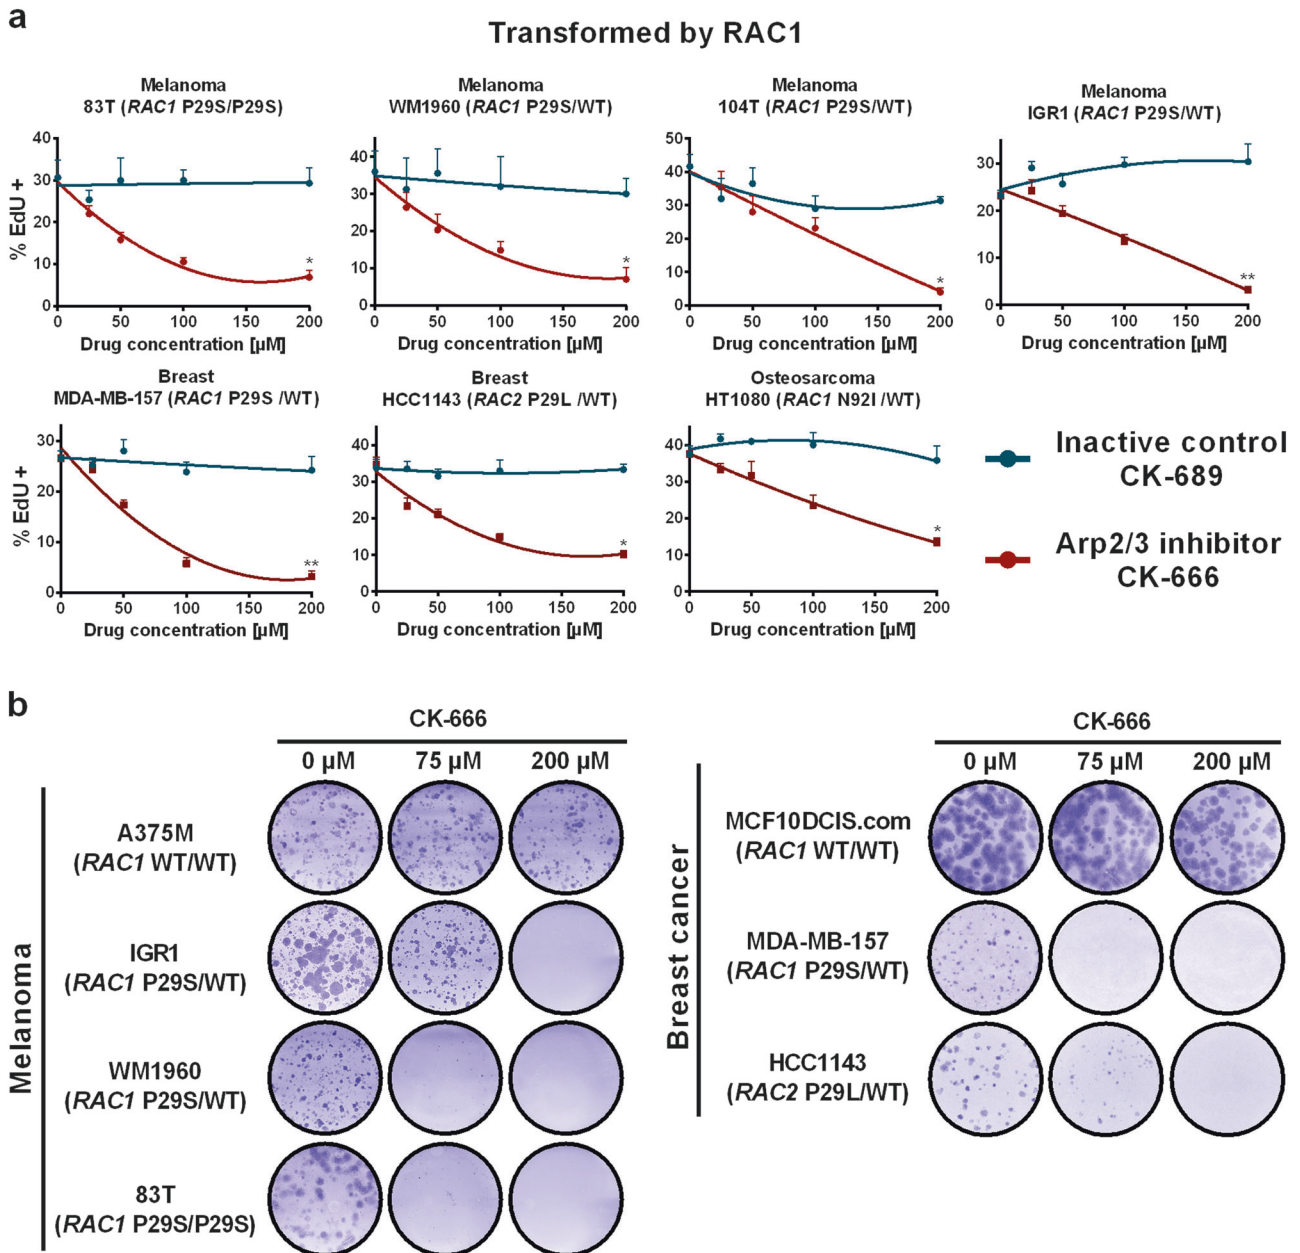 a
Transformed by RAC1
Melanoma
83T (RAC1 P29S/P29S)
% EdU +
40
30
20
10
0
0 50 100 150 200
Drug concentration [µM]
*
Melanoma
WM1960 (RAC1 P29S/WT)
40
30
20
10
0
0 50 100 150 200
Drug concentration [µM]
*
Melanoma
104T (RAC1 P29S/WT)
50
40
30
20
10
0
0 50 100 150 200
Drug concentration [µM]
*
Melanoma
IGR1 (RAC1 P29S/WT)
30
20
10
0
0 50 100 150 200
Drug concentration [µM]
**
Breast
MDA-MB-157 (RAC1 P29S /WT)
% EdU +
30
20
10
0
0 50 100 150 200
Drug concentration [µM]
**
Breast
HCC1143 (RAC2 P29L /WT)
40
30
20
10
0
0 50 100 150 200
Drug concentration [µM]
*
Osteosarcoma
HT1080 (RAC1 N92I /WT)
40
30
20
10
0
0 50 100 150 200
Drug concentration [µM]
*
Inactive control
CK-689
Arp2/3 inhibitor
CK-666
b
CK-666
0 µM 75 µM 200 µM
Melanoma
A375M
(RAC1 WT/WT)
IGR1
(RAC1 P29S/WT)
WM1960
(RAC1 P29S/WT)
83T
(RAC1 P29S/P29S)
CK-666
0 µM 75 µM 200 µM
Breast cancer
MCF10DCIS.com
(RAC1 WT/WT)
MDA-MB-157
(RAC1 P29S/WT)
HCC1143
(RAC2 P29L/WT)